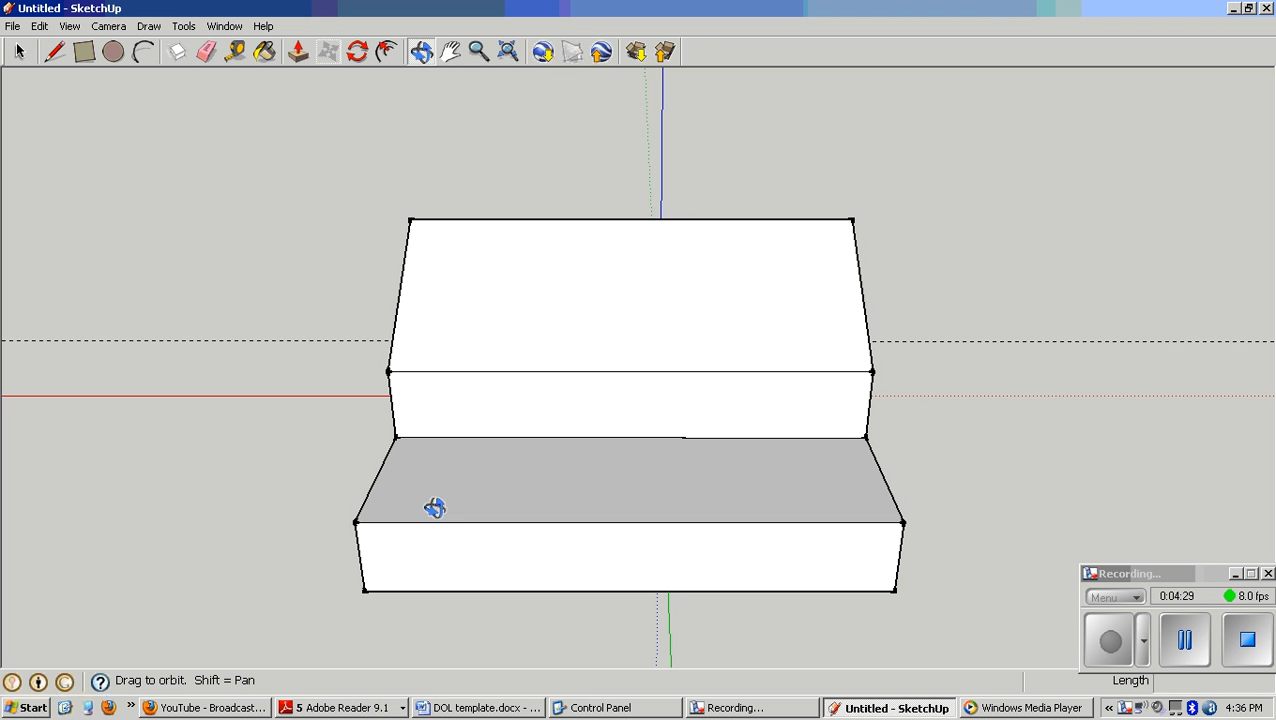 Untitled - SketchUp
File Edit View Camera Draw Tools Window Help
Recording...
Menu 0:04:29 8.0 fps
Drag to orbit. Shift = Pan Length
Start » YouTube - Broadcast... 5 Adobe Reader 9.1 DOL template.docx - ... Control Panel Recording... Untitled - SketchUp Windows Media Player « 4:36 PM